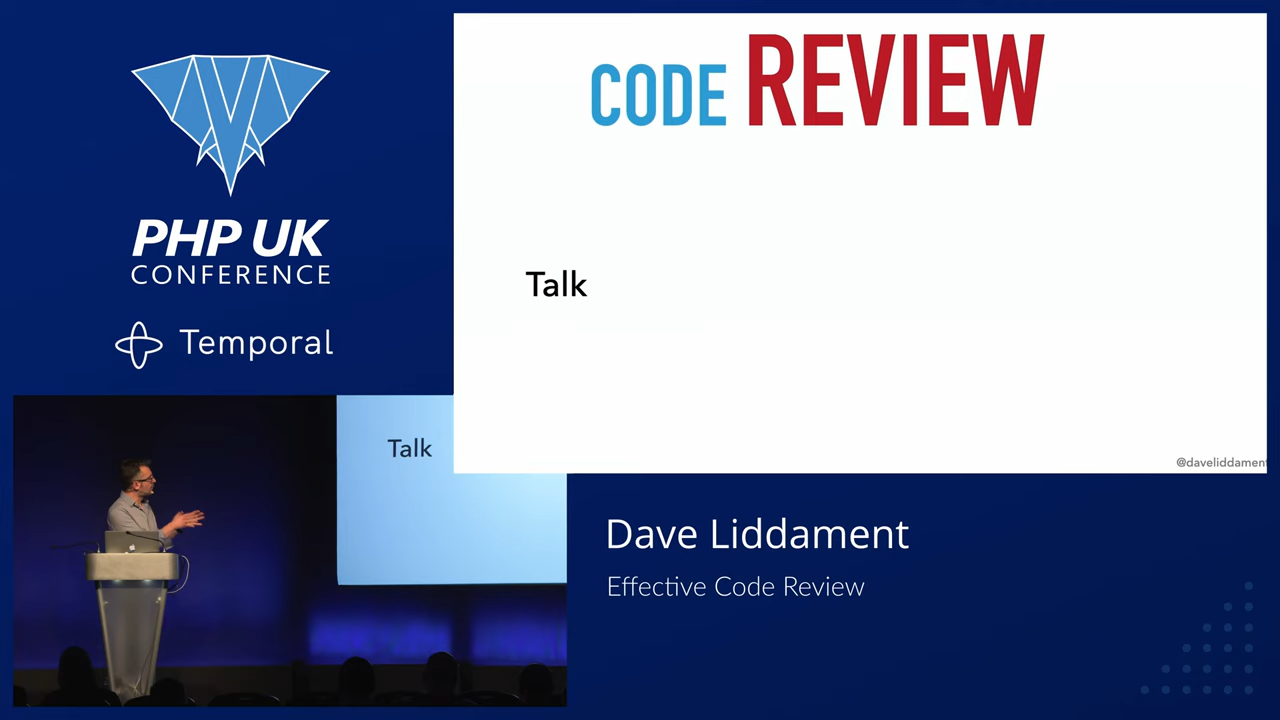 PHP UK
CONFERENCE
Temporal
CODE REVIEW
Talk
@daveliddament
Talk
Dave Liddament
Effective Code Review